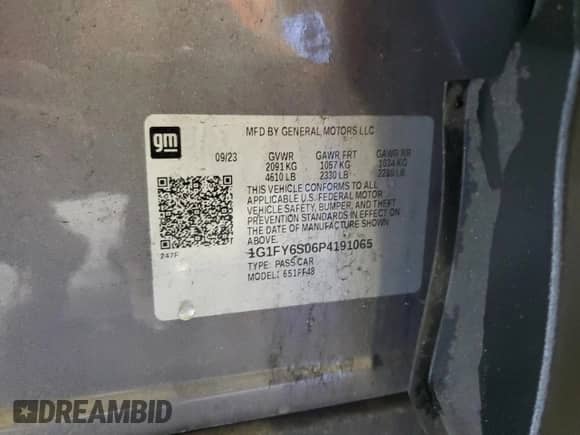 gm
MFD BY GENERAL MOTORS LLC
09/23 GVWR GAWR FRT GAWR RR
2091 KG 1057 KG 1034 KG
4610 LB 2330 LB 2280 LB
THIS VEHICLE CONFORMS TO ALL
APPLICABLE U.S. FEDERAL MOTOR
VEHICLE SAFETY, BUMPER, AND THEFT
PREVENTION STANDARDS IN EFFECT ON
THE DATE OF MANUFACTURE SHOWN
ABOVE.
247F
1G1FY6S06P4191065
TYPE: PASS CAR
MODEL: 651FF48
DREAMBID